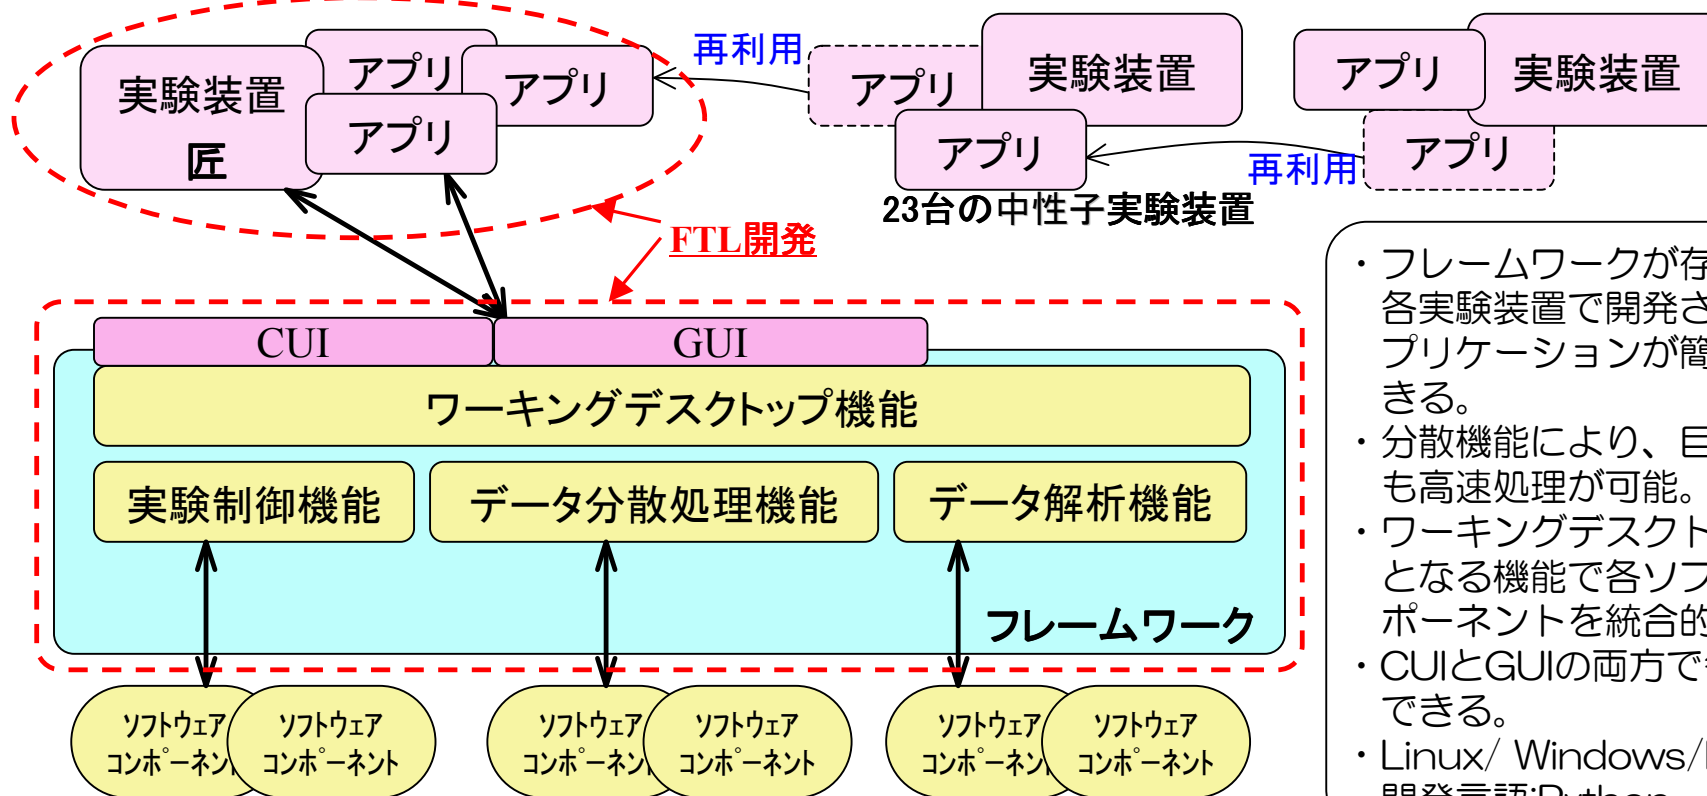 実験装置
匠
アプリ
アプリ
アプリ
再利用
アプリ
実験装置
アプリ
再利用
アプリ
実験装置
アプリ
23台の中性子実験装置
FTL開発
CUI
GUI
ワーキングデスクトップ機能
実験制御機能
データ分散処理機能
データ解析機能
フレームワーク
ソフトウェア
コンポーネン
ソフトウェア
コンポーネント
ソフトウェア
コンポーネン
ソフトウェア
コンポーネント
ソフトウェア
コンポーネン
ソフトウェア
コンポーネント
・フレームワークが存
各実験装置で開発さ
プリケーションが簡
きる。
・分散機能により、
も高速処理が可能。
・ワーキングデスクト
となる機能で各ソフ
ポーネントを統合的
・CUIとGUIの両方で
できる。
・Linux/ Windows/
開発言語:Python